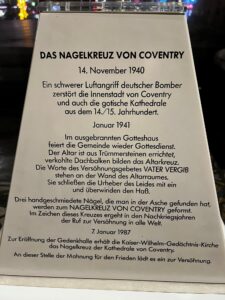 DAS NAGELKREUZ VON COVENTRY
14. November 1940
Ein schwerer Luftangriff deutscher Bomber
zerstört die Innenstadt von Coventry
und auch die gotische Kathedrale
aus dem 14./15. Jahrhundert.
Januar 1941
Im ausgebrannten Gotteshaus
feiert die Gemeinde wieder Gottesdienst.
Der Altar ist aus Trümmersteinen errichtet,
verkohlte Dachbalken bilden das Altarkreuz.
Die Worte des Versöhnungsgebetes VATER VERGIB
stehen an der Wand des Altarraumes.
Sie schließen die Urheber des Leides mit ein
und überwinden den Haß.
Drei handgeschmiedete Nägel, die man in der Asche gefunden hat,
werden zum NAGELKREUZ VON COVENTRY geformt.
Im Zeichen dieses Kreuzes ergeht in den Nachkriegsjahren
der Ruf zur Versöhnung in alle Welt.
7. Januar 1987
Zur Eröffnung der Gedenkhalle erhält die Kaiser-Wilhelm-Gedächtnis-Kirche
das Nagelkreuz der Kathedrale von Coventry.
An dieser Stelle der Mahnung für den Frieden lädt es ein zur Versöhnung.